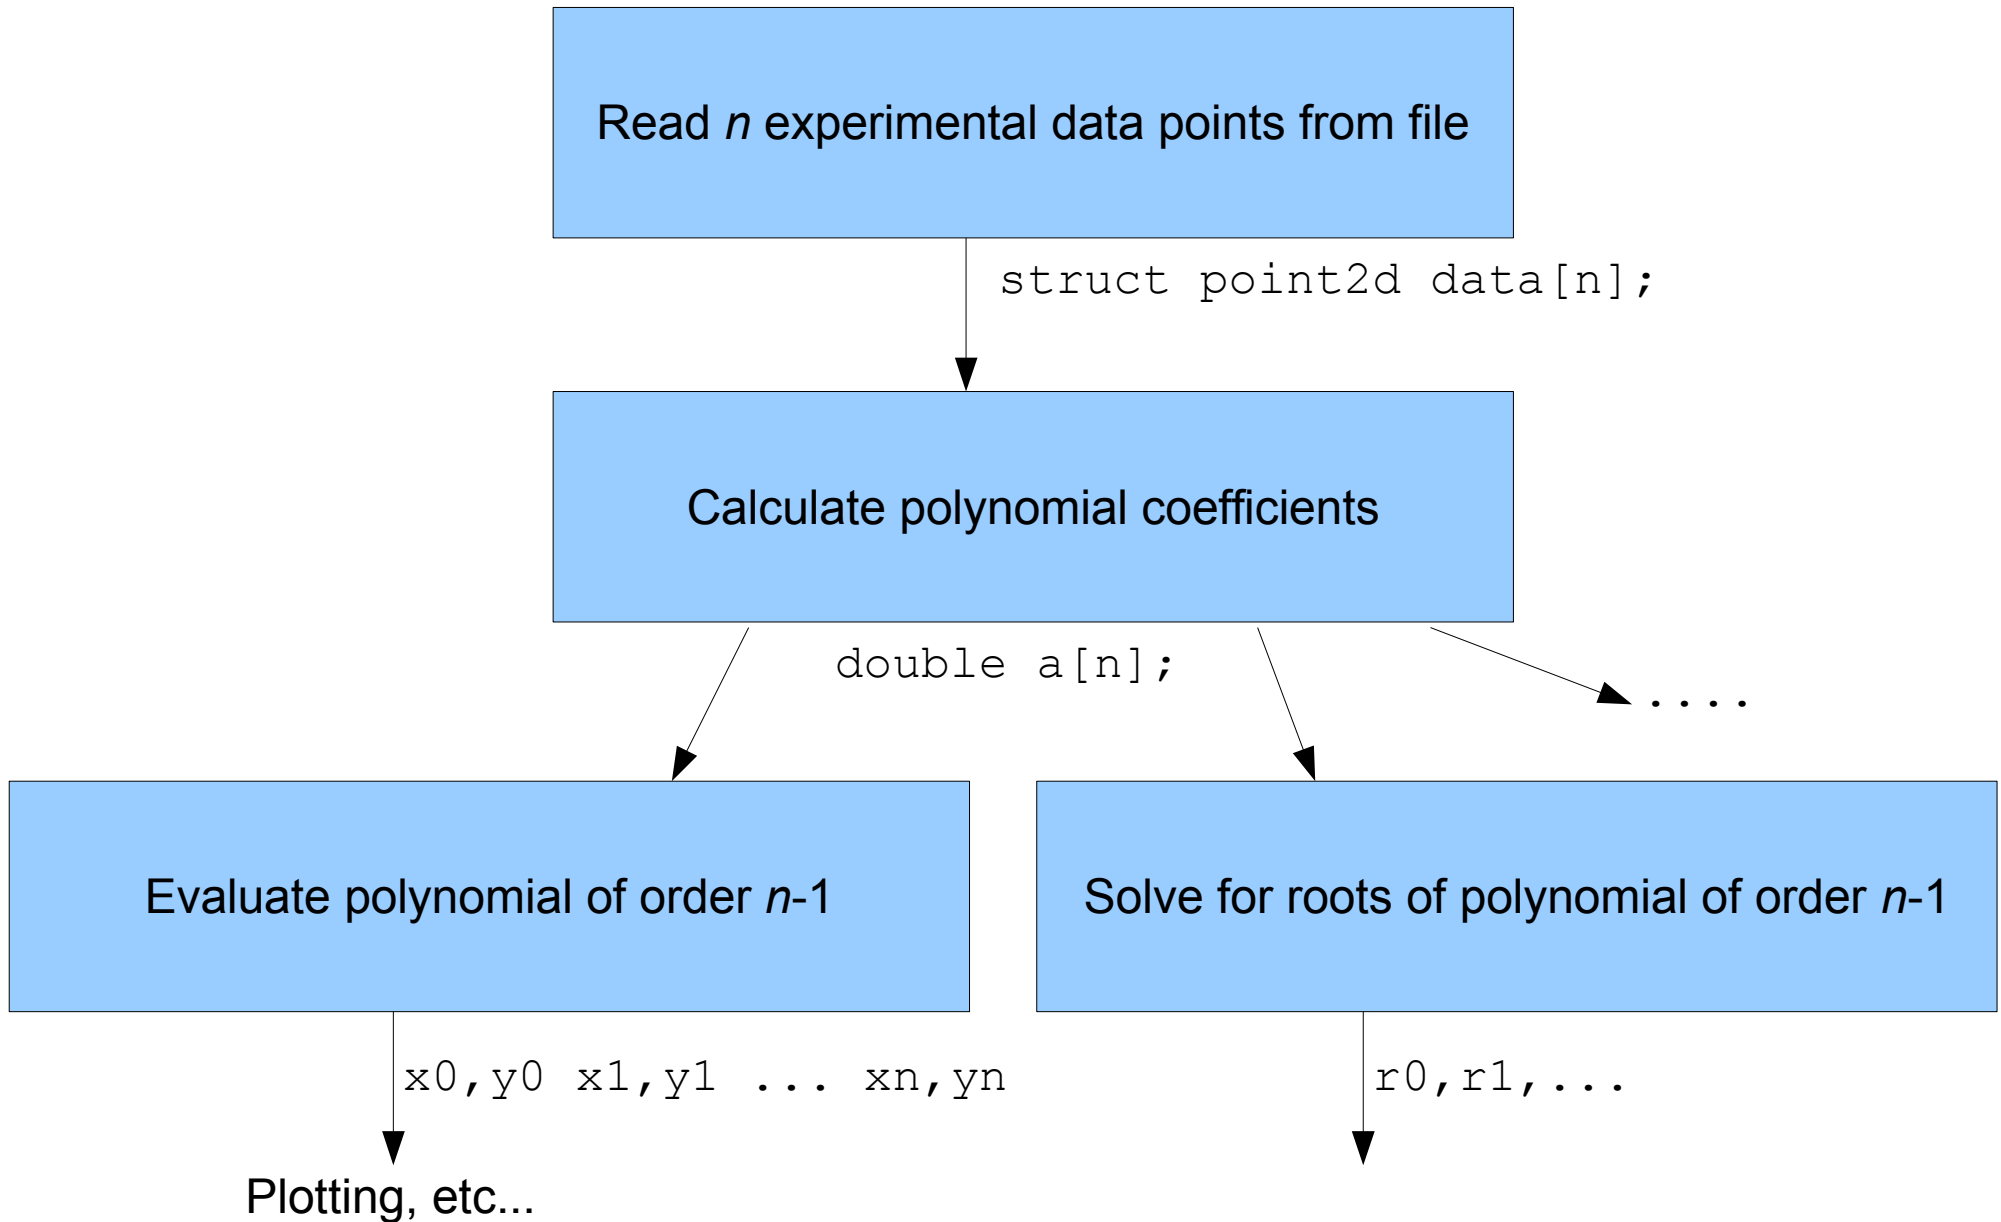 Read n experimental data points from file
struct point2d data[n];
Calculate polynomial coefficients
double a[n];
....
Evaluate polynomial of order n-1
Solve for roots of polynomial of order n-1
x0,y0 x1,y1 ... xn,yn
r0,r1,...
Plotting, etc...